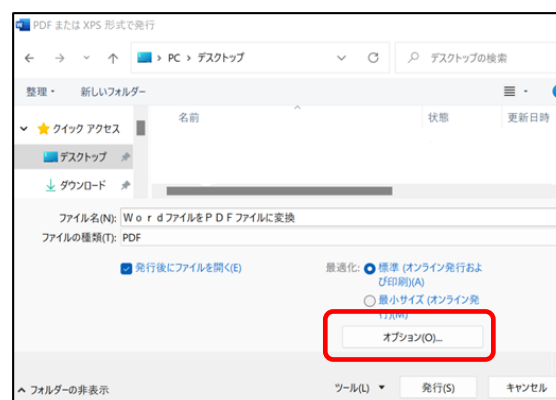 PDF または XPS 形式で発行
PC › デスクトップ
デスクトップの検索
整理 新しいフォルダー
名前 状態 更新日時
クイック アクセス
デスクトップ
ダウンロード
ファイル名(N): WordファイルをPDFファイルに変換
ファイルの種類(T): PDF
発行後にファイルを開く(E)
最適化: 標準 (オンライン発行およ
び印刷)(A)
最小サイズ (オンライン発
行)(M)
オプション(O)...
フォルダーの非表示
ツール(L) 発行(S) キャンセル